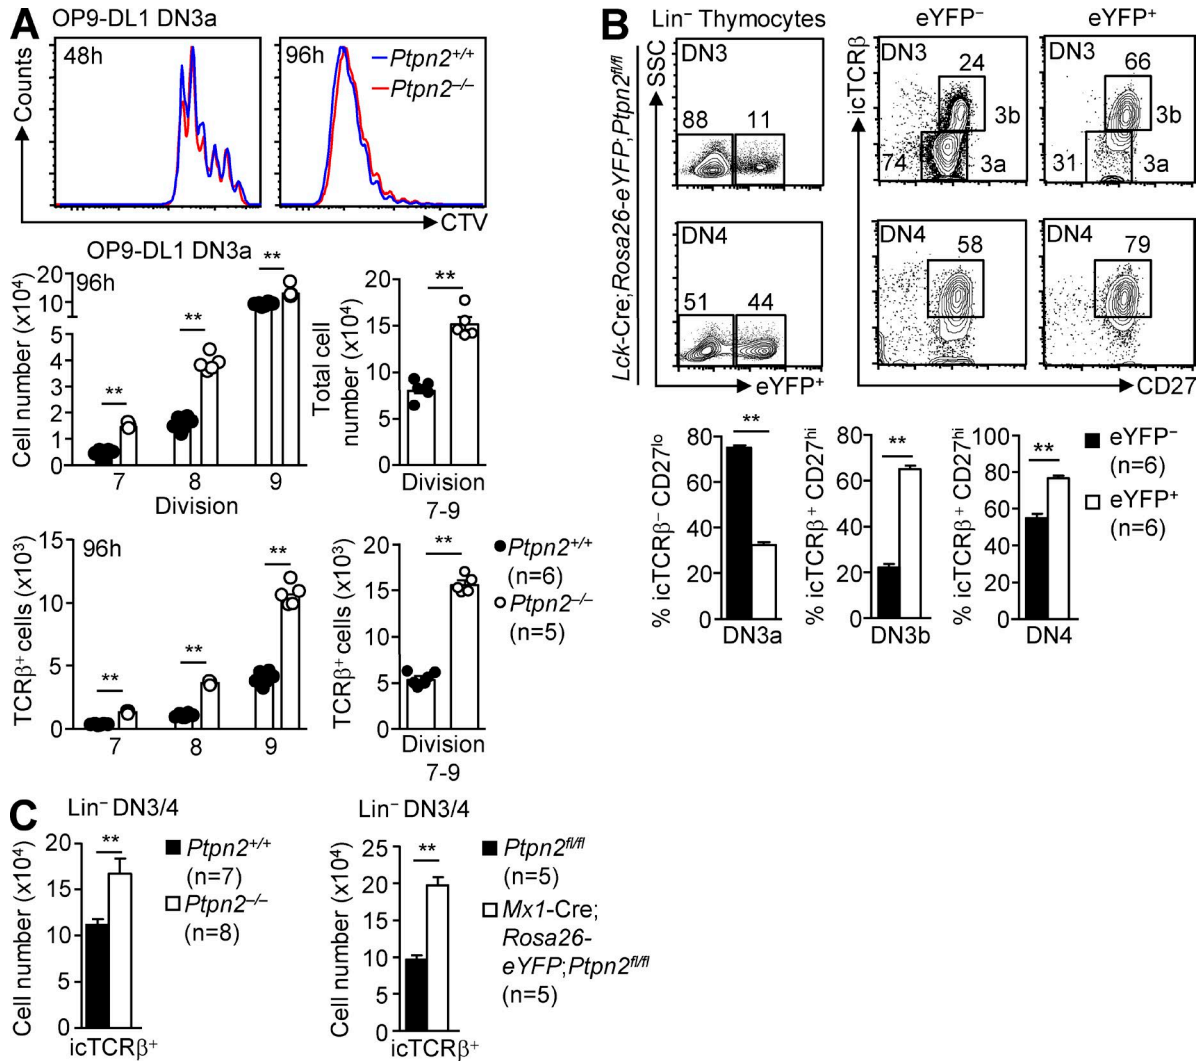 A
OP9-DL1 DN3a
Counts
48h
96h
Ptpn2+/+
Ptpn2−/−
CTV
OP9-DL1 DN3a
Cell number (x10⁴)
96h
20
10
5
4
3
2
1
0
**
**
**
7
8
9
Division
Total cell
number (x10⁴)
20
15
10
5
0
**
Division
7-9
TCRβ⁺ cells (x10³)
96h
15
10
5
0
**
**
**
7
8
9
TCRβ⁺ cells (x10³)
20
15
10
5
0
**
Division
7-9
Ptpn2+/+
(n=6)
Ptpn2−/−
(n=5)
B
Lin⁻ Thymocytes
eYFP⁻
eYFP⁺
Lck-Cre;Rosa26-eYFP;Ptpn2fl/fl
SSC
DN3
88
11
DN4
51
44
eYFP⁺
icTCRβ
DN3
24
3b
74
3a
DN3
66
3b
31
3a
DN4
58
DN4
79
CD27
% icTCRβ⁻ CD27lo
80
60
40
20
0
**
DN3a
% icTCRβ⁺ CD27hi
80
60
40
20
0
**
DN3b
% icTCRβ⁺ CD27hi
100
80
60
40
20
0
**
DN4
eYFP⁻
(n=6)
eYFP⁺
(n=6)
C
Lin⁻ DN3/4
Cell number (x10⁴)
20
15
10
5
0
**
icTCRβ⁺
Ptpn2+/+
(n=7)
Ptpn2−/−
(n=8)
Lin⁻ DN3/4
Cell number (x10⁴)
25
20
15
10
5
0
**
icTCRβ⁺
Ptpn2fl/fl
(n=5)
Mx1-Cre;
Rosa26-
eYFP;Ptpn2fl/fl
(n=5)